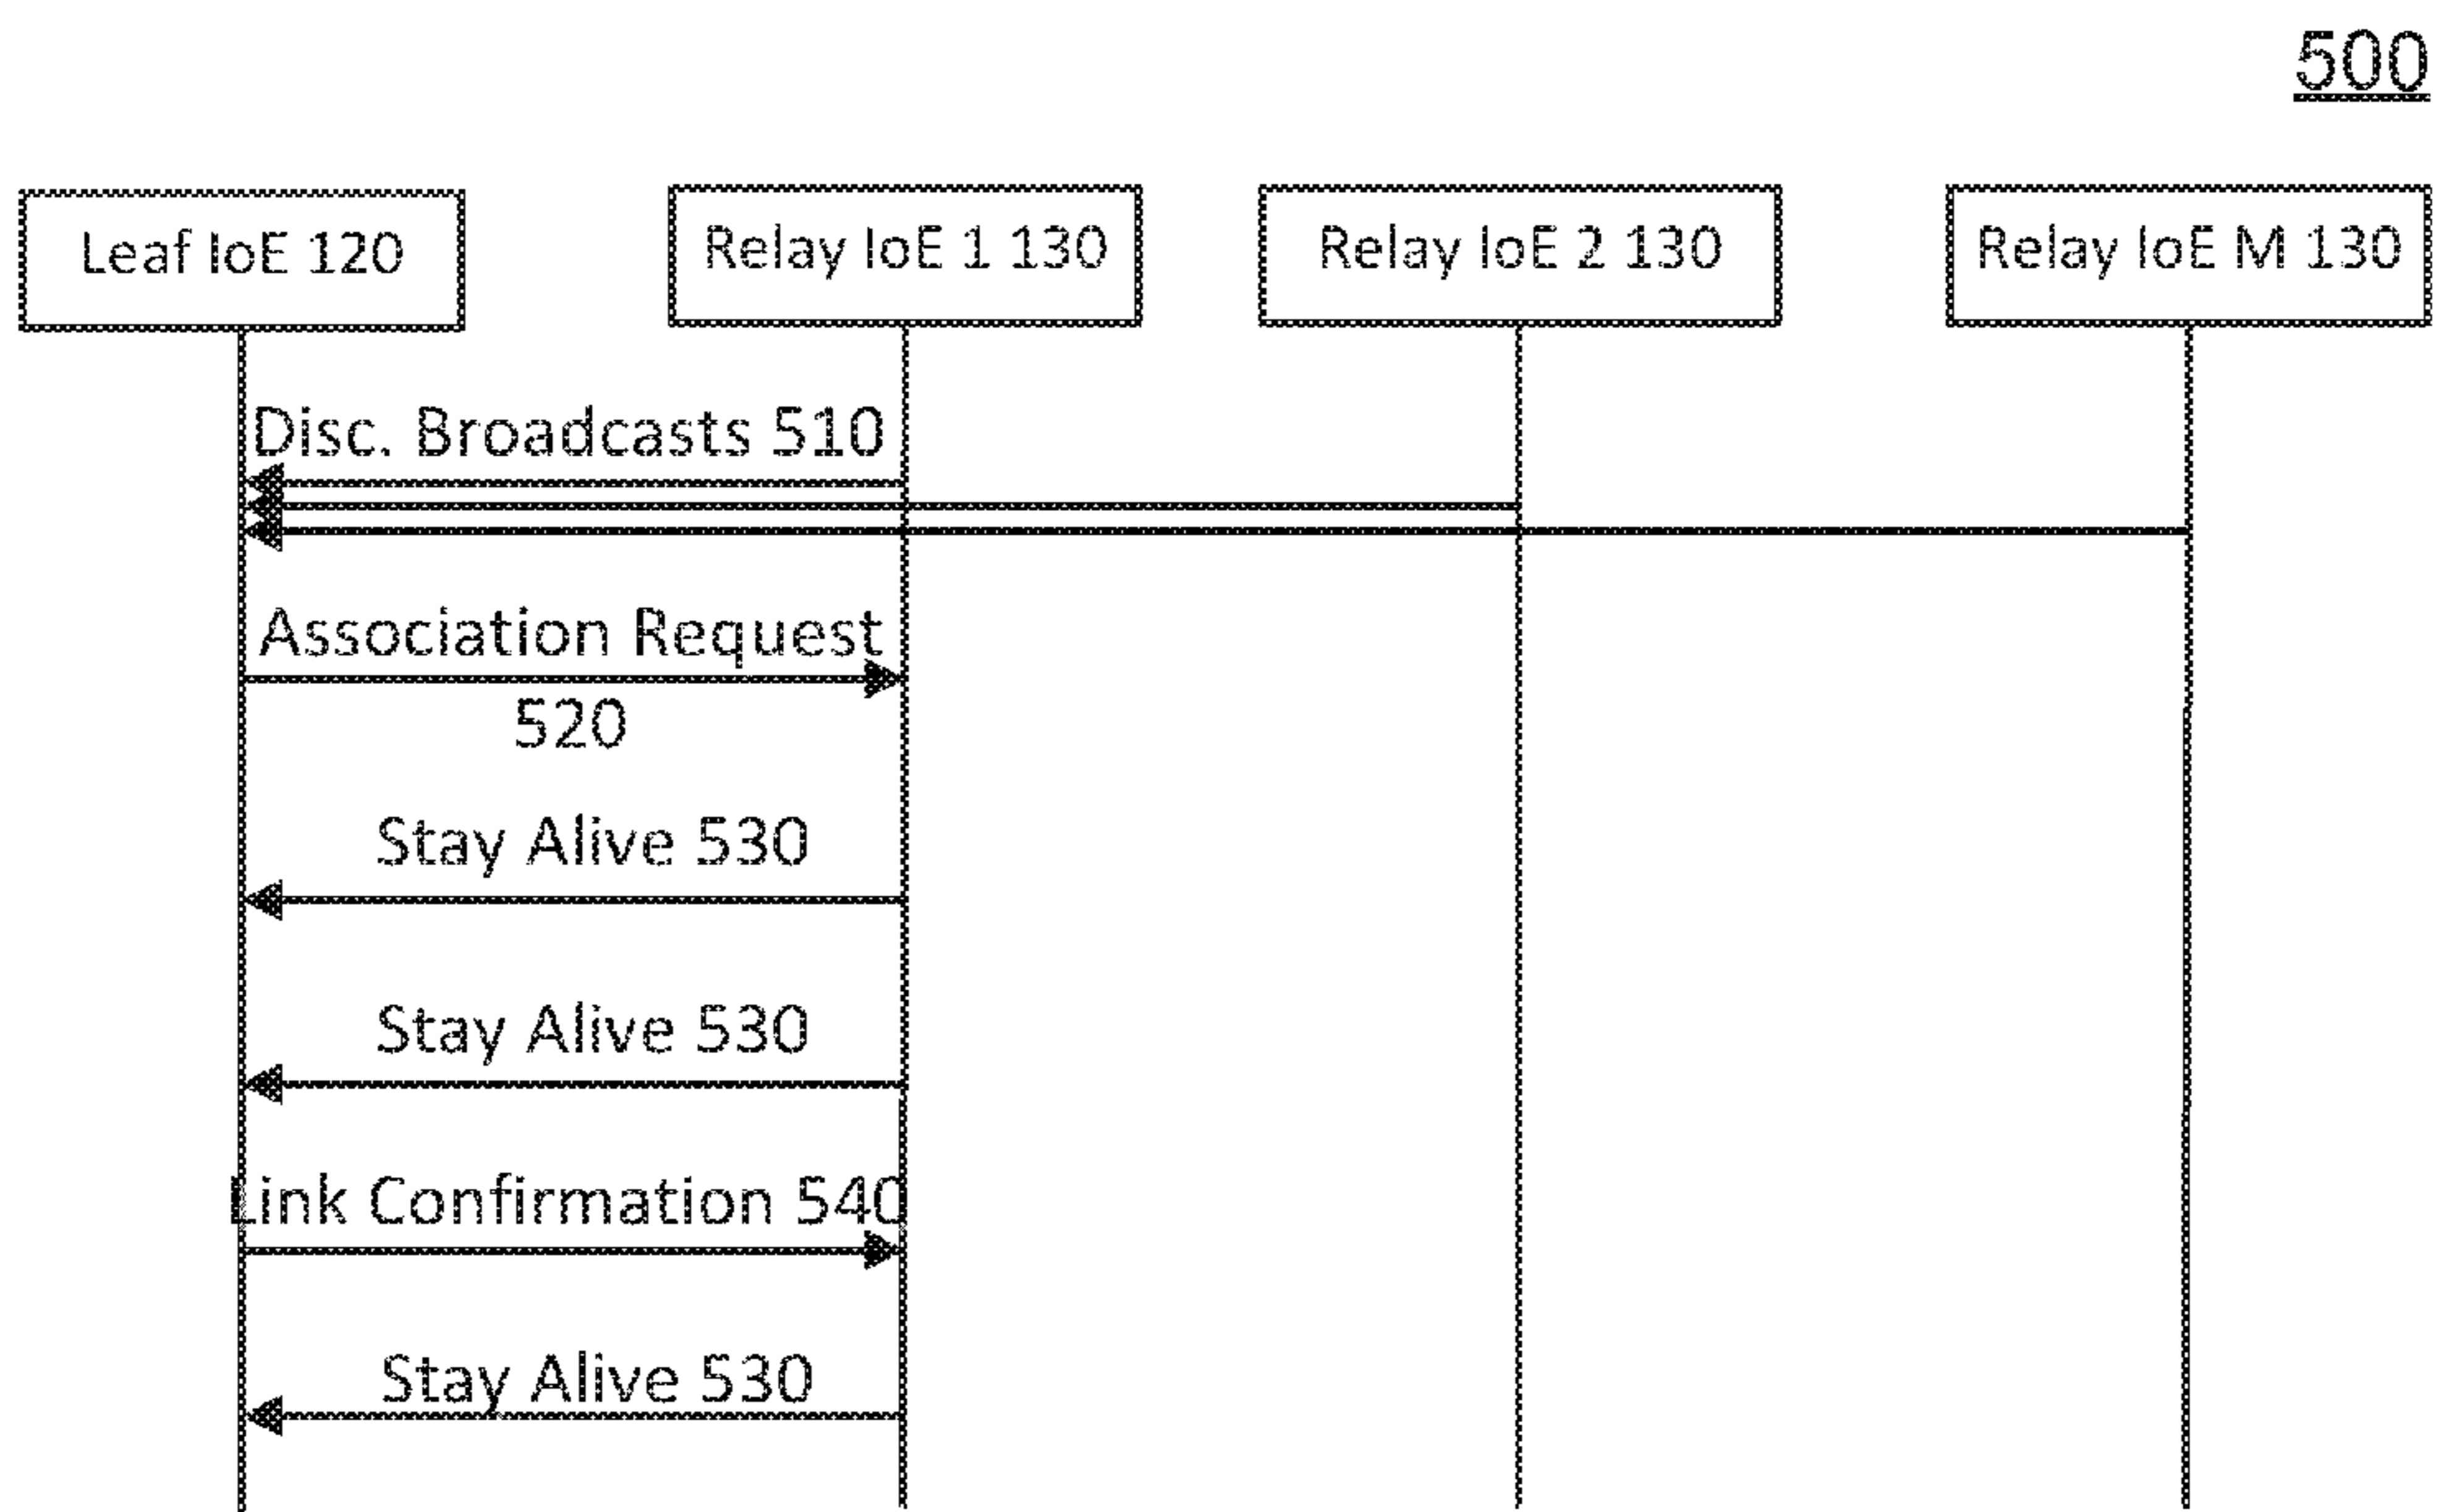 500
Leaf IoE 120
Relay IoE 1 130
Relay IoE 2 130
Relay IoE M 130
Disc. Broadcasts 510
Association Request
520
Stay Alive 530
Stay Alive 530
Link Confirmation 540
Stay Alive 530